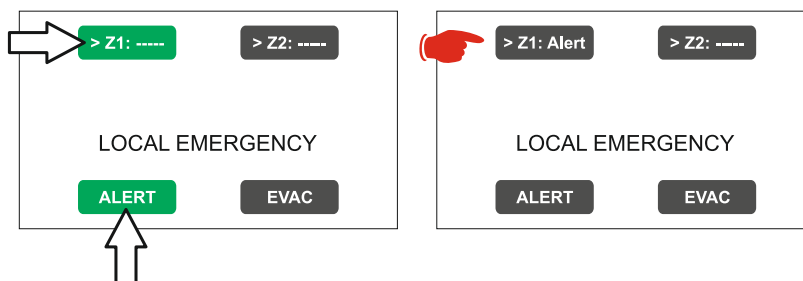 > Z1: -----
> Z2: -----
LOCAL EMERGENCY
ALERT
EVAC
> Z1: Alert
> Z2: -----
LOCAL EMERGENCY
ALERT
EVAC